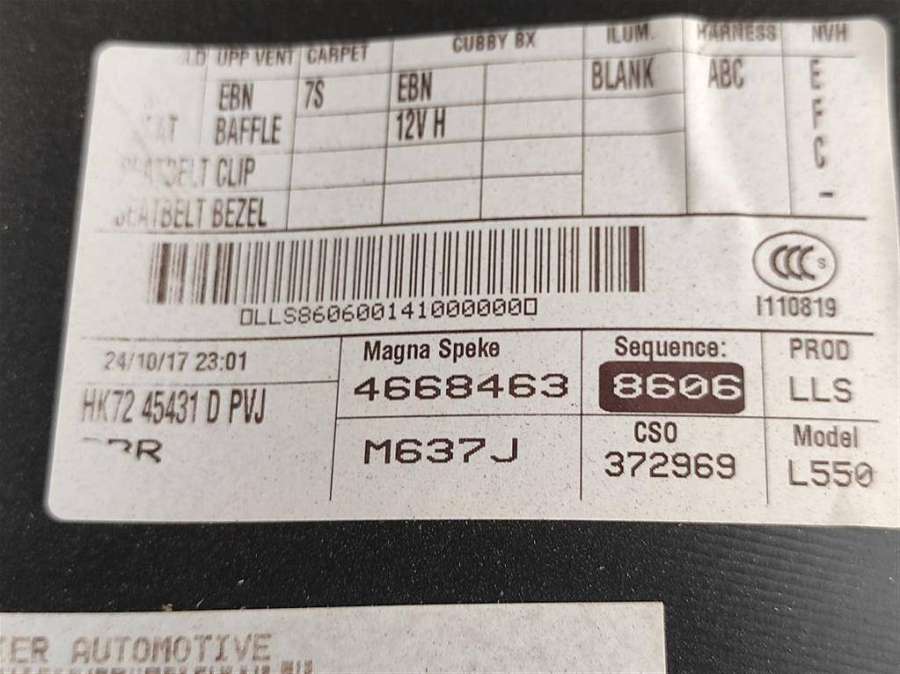 UPP VENT CARPET CUBBY BX ILUM. HARNESS NVH
EBN 7S EBN BLANK ABC E
BAFFLE 12V H F
CLIP C
SEATBELT BEZEL -
CCC S
▯LLS8606001410000000▯ I110819
24/10/17 23:01 Magna Speke Sequence: PROD
HK72 45431 D PVJ 4668463 8606 LLS
M637J CSO Model
372969 L550
AUTOMOTIVE